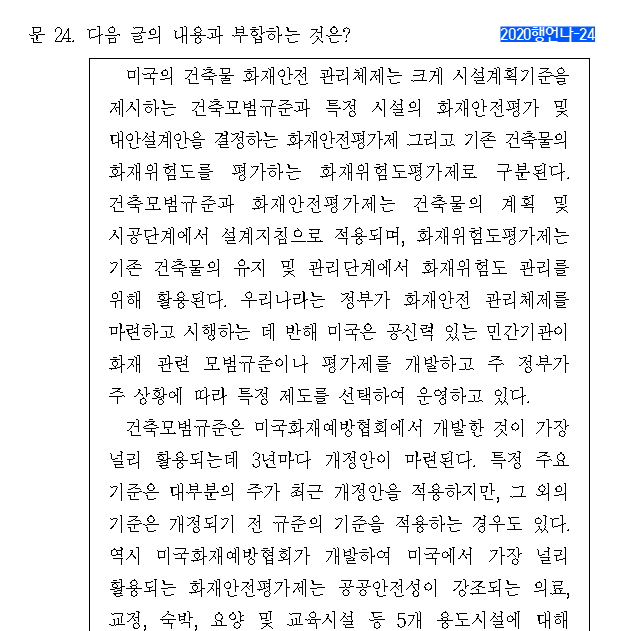 문 24. 다음 글의 내용과 부합하는 것은?
2020행언나-24
미국의 건축물 화재안전 관리체제는 크게 시설계획기준을
제시하는 건축모범규준과 특정 시설의 화재안전평가 및
대안설계안을 결정하는 화재안전평가제 그리고 기존 건축물의
화재위험도를 평가하는 화재위험도평가제로 구분된다.
건축모범규준과 화재안전평가제는 건축물의 계획 및
시공단계에서 설계지침으로 적용되며, 화재위험도평가제는
기존 건축물의 유지 및 관리단계에서 화재위험도 관리를
위해 활용된다. 우리나라는 정부가 화재안전 관리체제를
마련하고 시행하는 데 반해 미국은 공신력 있는 민간기관이
화재 관련 모범규준이나 평가제를 개발하고 주 정부가
주 상황에 따라 특정 제도를 선택하여 운영하고 있다.
건축모범규준은 미국화재예방협회에서 개발한 것이 가장
널리 활용되는데 3년마다 개정안이 마련된다. 특정 주요
기준은 대부분의 주가 최근 개정안을 적용하지만, 그 외의
기준은 개정되기 전 규준의 기준을 적용하는 경우도 있다.
역시 미국화재예방협회가 개발하여 미국에서 가장 널리
활용되는 화재안전평가제는 공공안전성이 강조되는 의료,
교정, 숙박, 요양 및 교육시설 등 5개 용도시설에 대해